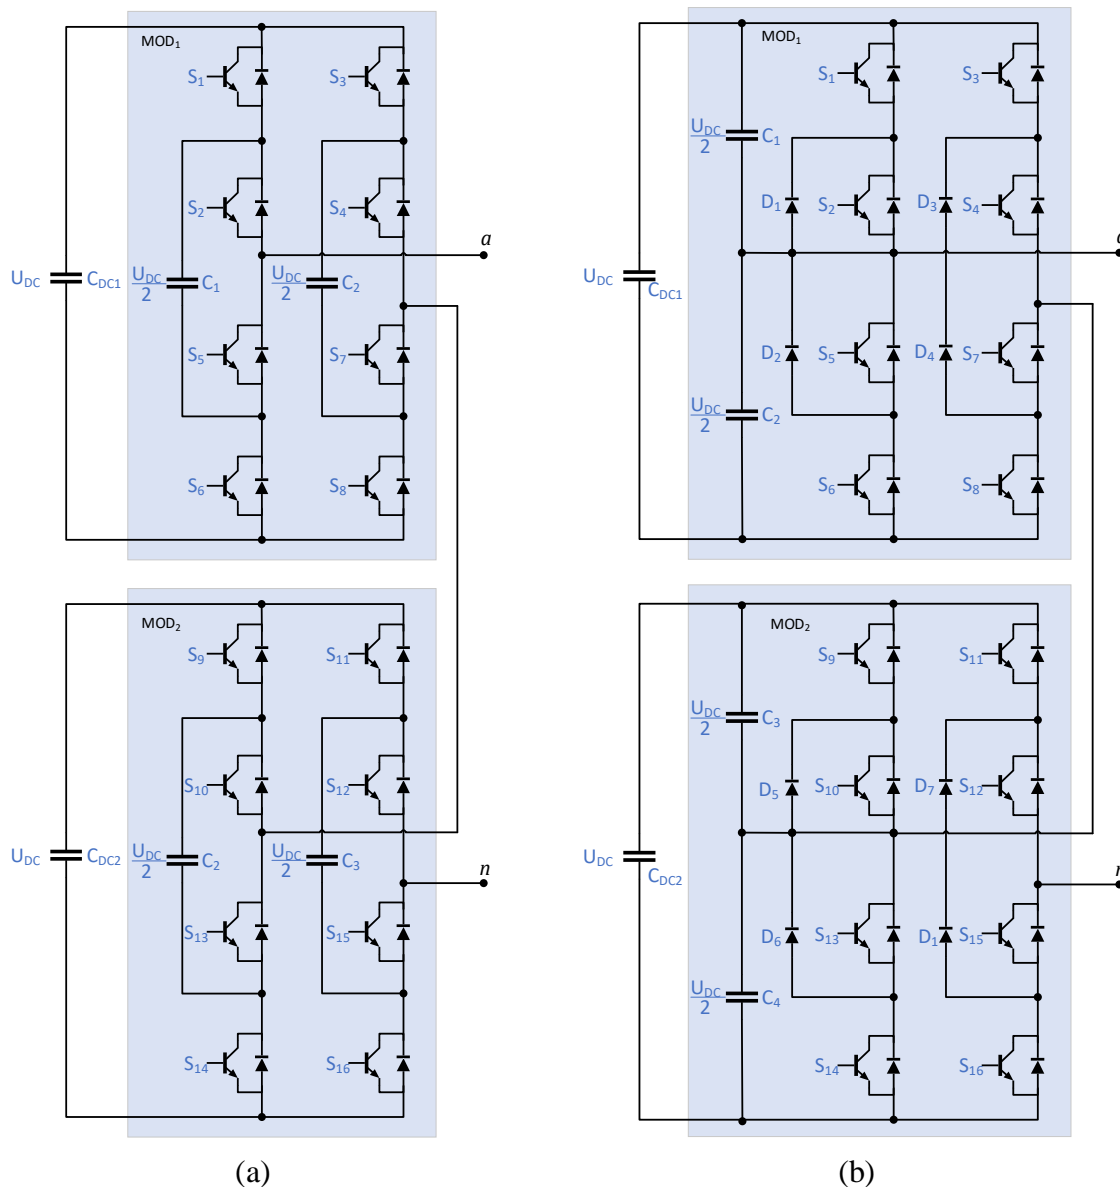 MOD1
S1
S3
S2
S4
a
UDC
CDC1
UDC/2
C1
UDC/2
C2
S5
S7
S6
S8
MOD2
S9
S11
S10
S12
UDC
CDC2
UDC/2
C2
UDC/2
C3
n
S13
S15
S14
S16
(a)
MOD1
S1
S3
UDC/2
C1
D1
S2
D3
S4
UDC
CDC1
D2
S5
D4
S7
UDC/2
C2
S6
S8
MOD2
S9
S11
UDC/2
C3
D5
S10
D7
S12
UDC
CDC2
D6
S13
D1
S15
UDC/2
C4
S14
S16
(b)